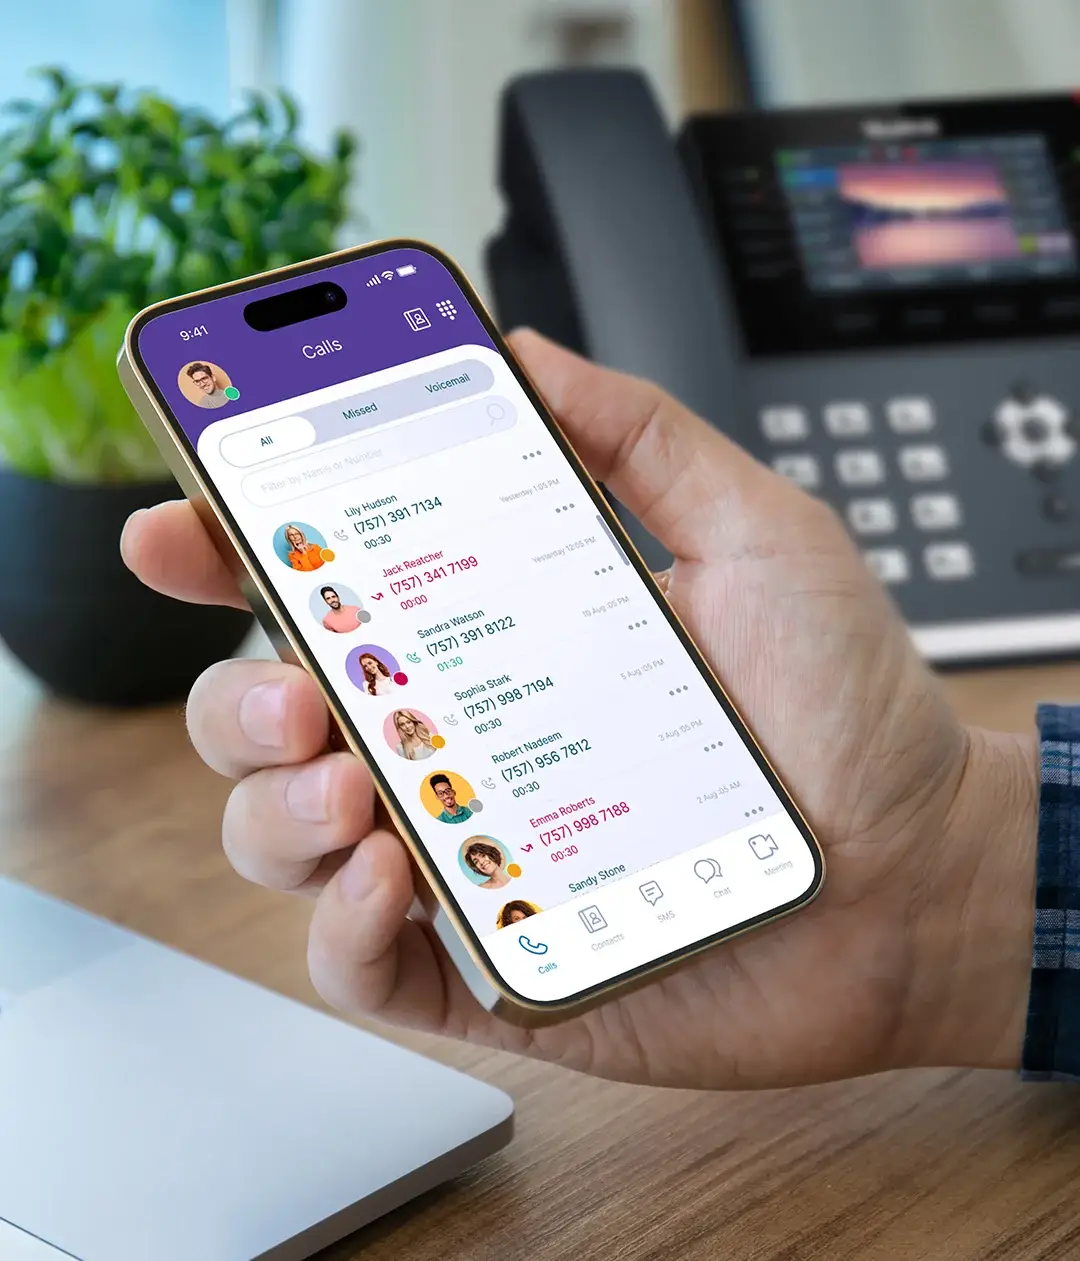 9:41
Calls
All
Missed
Voicemail
Filter by Name or Number
Lily Hudson
(757) 391 7134
00:30
Yesterday 1:05 PM
Jack Reatcher
(757) 341 7199
00:00
Yesterday 12:05 PM
Sandra Watson
(757) 391 8122
01:30
19 Aug :05 PM
Sophia Stark
(757) 998 7194
00:30
5 Aug :05 PM
Robert Nadeem
(757) 956 7812
00:30
3 Aug :05 PM
Emma Roberts
(757) 998 7188
00:30
2 Aug :05 AM
Sandy Stone
Calls
Contacts
SMS
Chat
Meeting